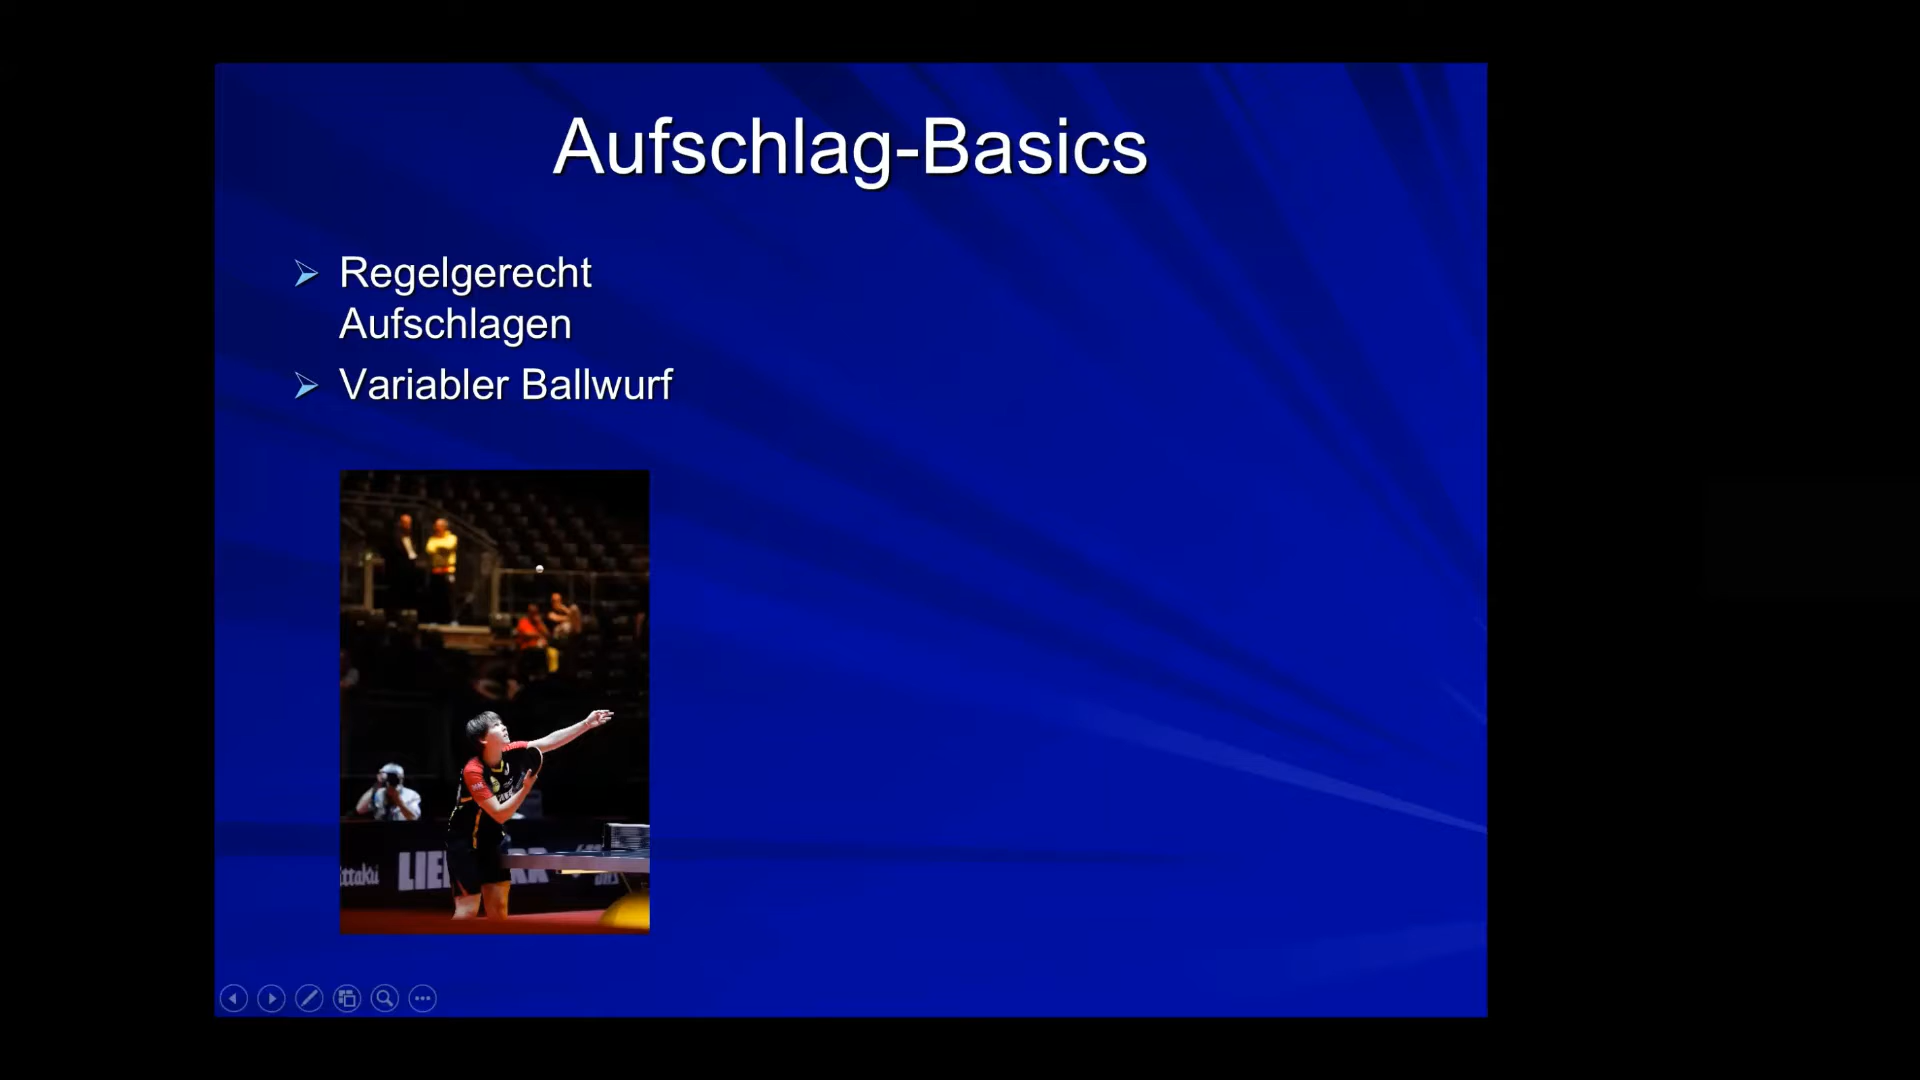 Aufschlag-Basics
Regelgerecht
Aufschlagen
Variabler Ballwurf